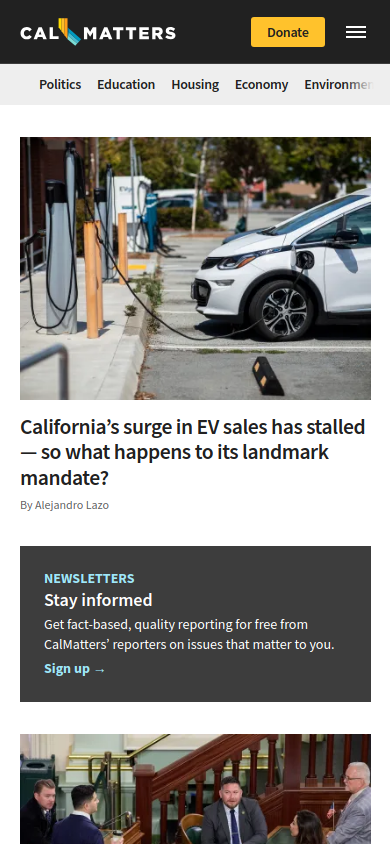 CAL MATTERS
Donate
Politics Education Housing Economy Environme
California’s surge in EV sales has stalled
— so what happens to its landmark
mandate?
By Alejandro Lazo
NEWSLETTERS
Stay informed
Get fact-based, quality reporting for free from
CalMatters’ reporters on issues that matter to you.
Sign up →